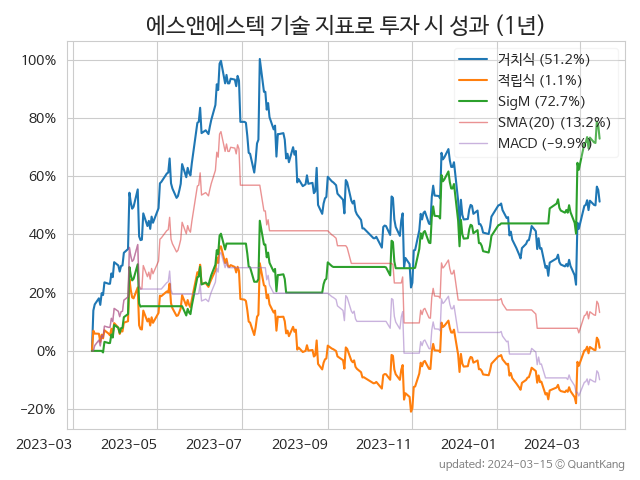 에스앤에스텍 기술 지표로 투자 시 성과 (1년)
100%
80%
60%
40%
20%
0%
−20%
거치식 (51.2%)
적립식 (1.1%)
SigM (72.7%)
SMA(20) (13.2%)
MACD (−9.9%)
2023-03
2023-05
2023-07
2023-09
2023-11
2024-01
2024-03
updated: 2024-03-15 ⓒ QuantKang